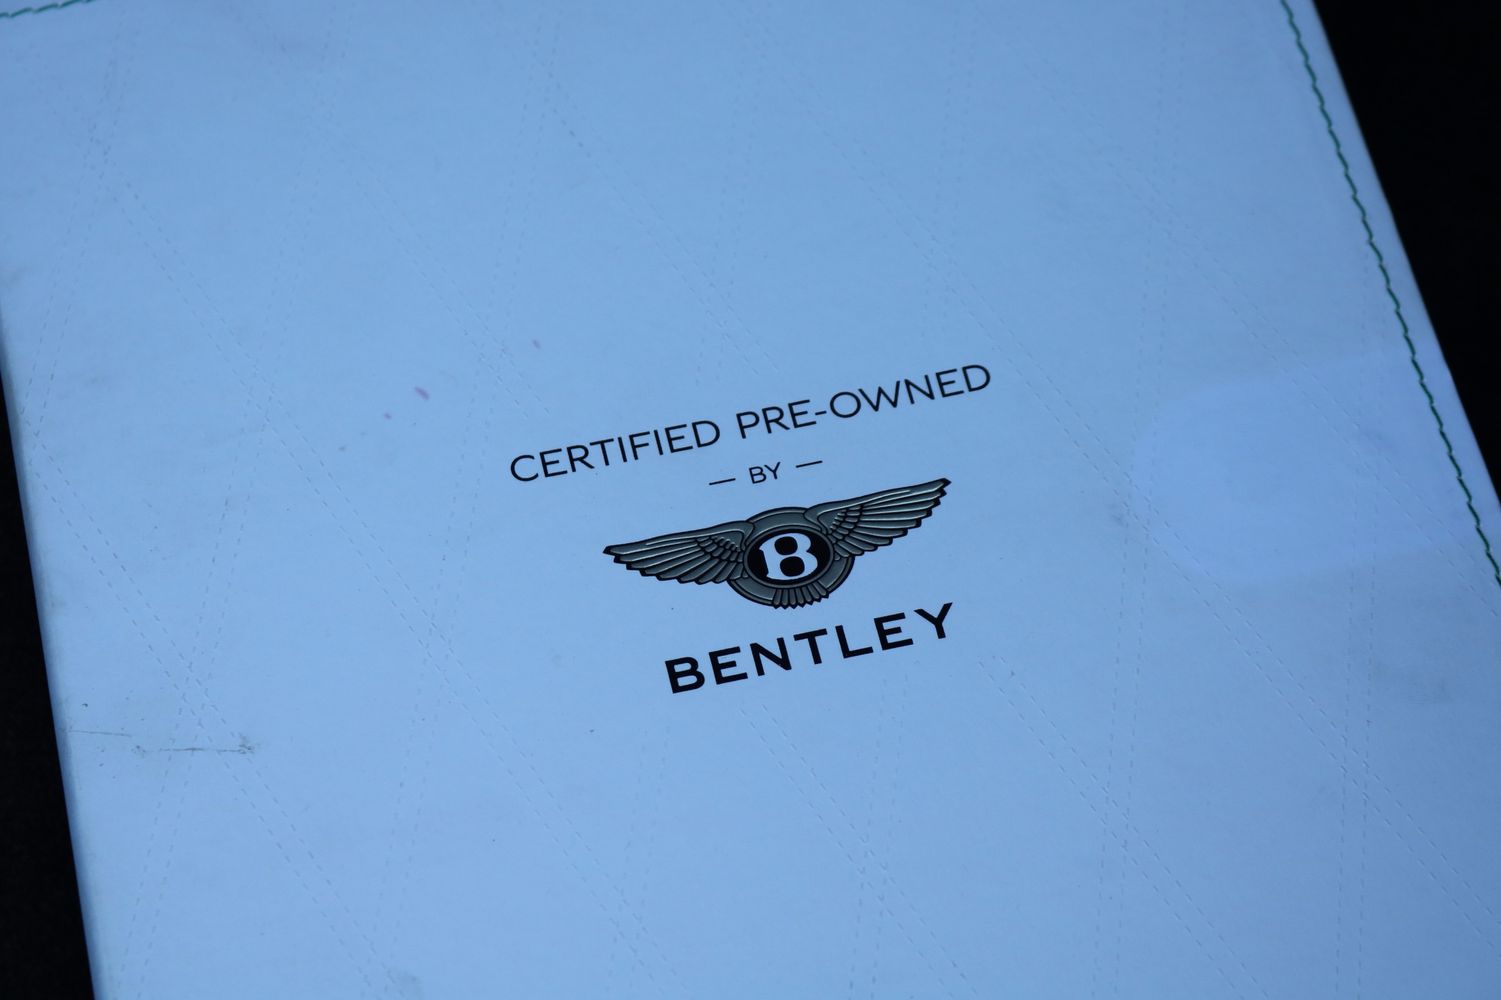 CERTIFIED PRE-OWNED
— BY —
B
BENTLEY